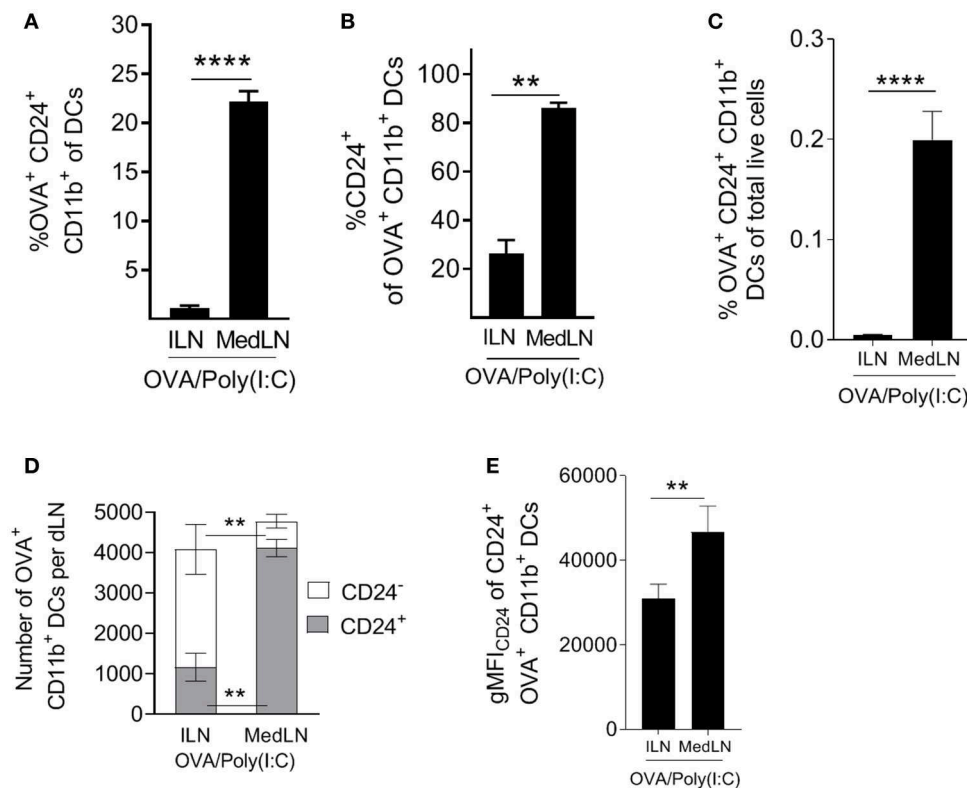 A
%OVA⁺ CD24⁺
CD11b⁺ of DCs
30
25
20
15
10
5
****
ILN MedLN
OVA/Poly(I:C)
B
%CD24⁺
of OVA⁺ CD11b⁺ DCs
100
80
60
40
20
**
ILN MedLN
OVA/Poly(I:C)
C
% OVA⁺ CD24⁺ CD11b⁺
DCs of total live cells
0.3
0.2
0.1
0.0
****
ILN MedLN
OVA/Poly(I:C)
D
Number of OVA⁺
CD11b⁺ DCs per dLN
5000
4000
3000
2000
1000
0
**
**
CD24⁻
CD24⁺
ILN MedLN
OVA/Poly(I:C)
E
gMFI_CD24 of CD24⁺
OVA⁺ CD11b⁺ DCs
60000
40000
20000
0
**
ILN MedLN
OVA/Poly(I:C)